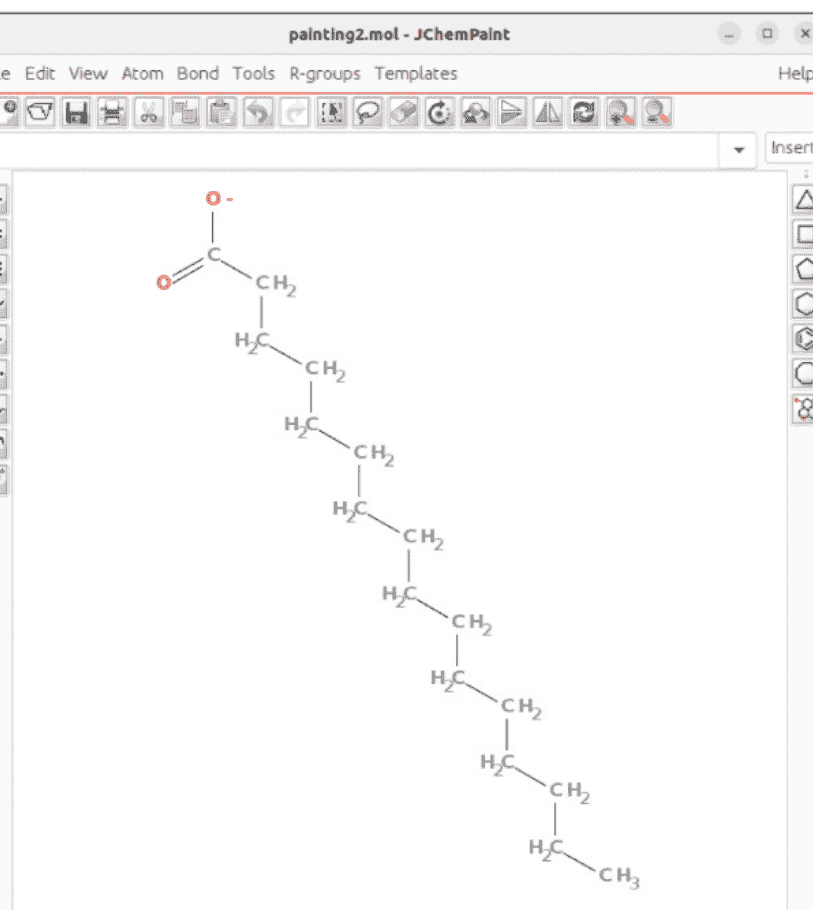 painting2.mol - JChemPaint
e Edit View Atom Bond Tools R-groups Templates Help
Insert
O -
C
O
CH2
H2C
CH2
H2C
CH2
H2C
CH2
H2C
CH2
H2C
CH2
H2C
CH2
H2C
CH3